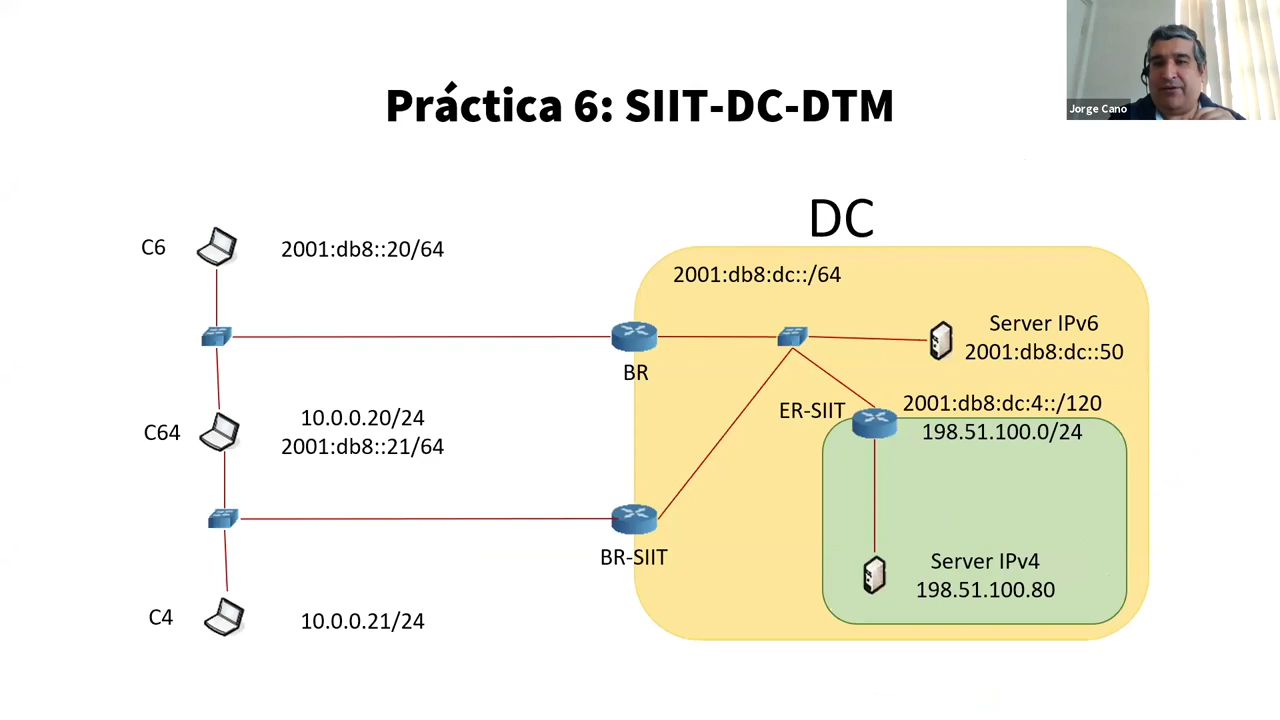 Práctica 6: SIIT-DC-DTM
Jorge Cano
DC
C6
2001:db8::20/64
2001:db8:dc::/64
Server IPv6
2001:db8:dc::50
BR
ER-SIIT
2001:db8:dc:4::/120
198.51.100.0/24
C64
10.0.0.20/24
2001:db8::21/64
BR-SIIT
Server IPv4
198.51.100.80
C4
10.0.0.21/24